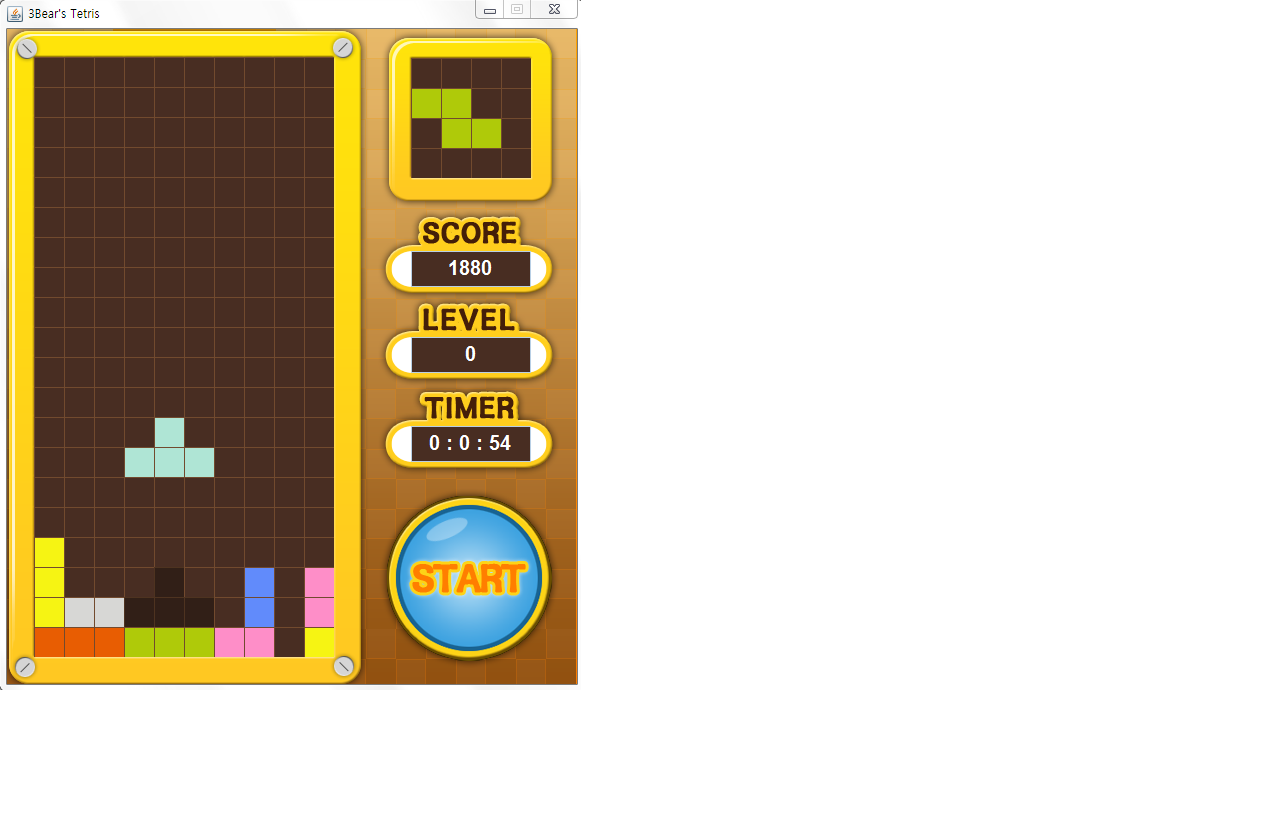 3Bear's Tetris
SCORE
1880
LEVEL
0
TIMER
0 : 0 : 54
START